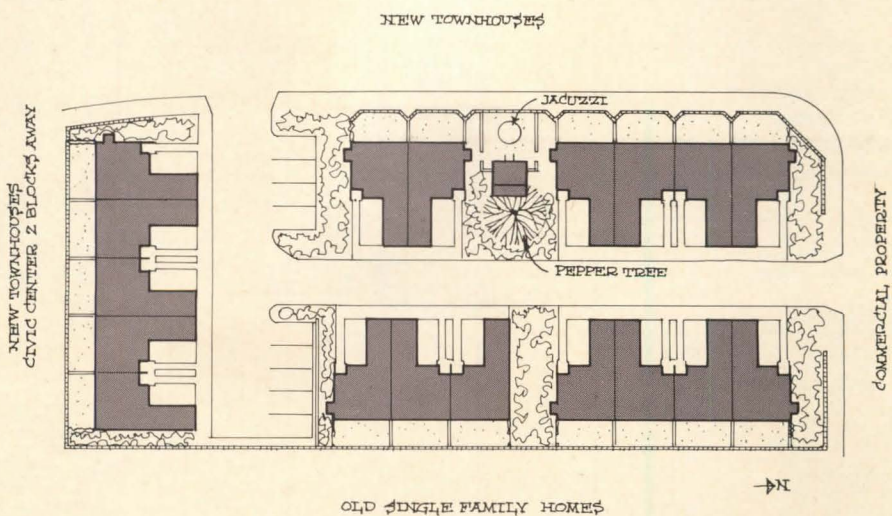 NEW TOWNHOUSES
JACUZZI
NEW TOWNHOUSES
CIVIC CENTER 2 BLOCKS AWAY
PEPPER TREE
COMMERCIAL PROPERTY
N
OLD SINGLE FAMILY HOMES